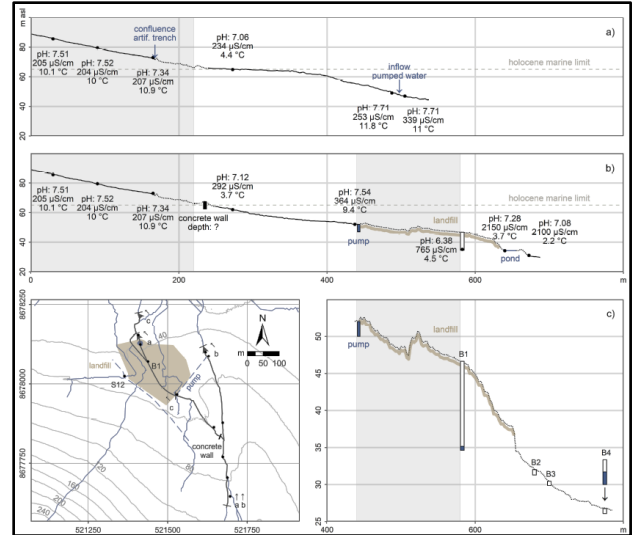 m asl
80
60
40
20
pH: 7.51
205 µS/cm
10.1 °C
pH: 7.52
204 µS/cm
10 °C
confluence
artif. trench
pH: 7.34
207 µS/cm
10.9 °C
pH: 7.06
234 µS/cm
4.4 °C
inflow
pumped water
holocene marine limit
pH: 7.71
253 µS/cm
11.8 °C
pH: 7.71
339 µS/cm
11 °C
a)
80
60
40
20
pH: 7.51
205 µS/cm
10.1 °C
pH: 7.52
204 µS/cm
10 °C
pH: 7.34
207 µS/cm
10.9 °C
concrete wall
depth: ?
pH: 7.12
292 µS/cm
3.7 °C
pH: 7.54
364 µS/cm
9.4 °C
pump
landfill
pH: 6.38
765 µS/cm
4.5 °C
holocene marine limit
pH: 7.28
2150 µS/cm
3.7 °C
pond
pH: 7.08
2100 µS/cm
2.2 °C
b)
0
200
400
600
m
8678250
8678000
8677750
521250
521500
521750
N
m
0
50
100
c
a
b
B1
40
landfill
S12
pump
c
concrete
wall
20
80
160
240
a b
c)
50
45
40
35
30
25
pump
landfill
B1
B2
B3
B4
400
600
m